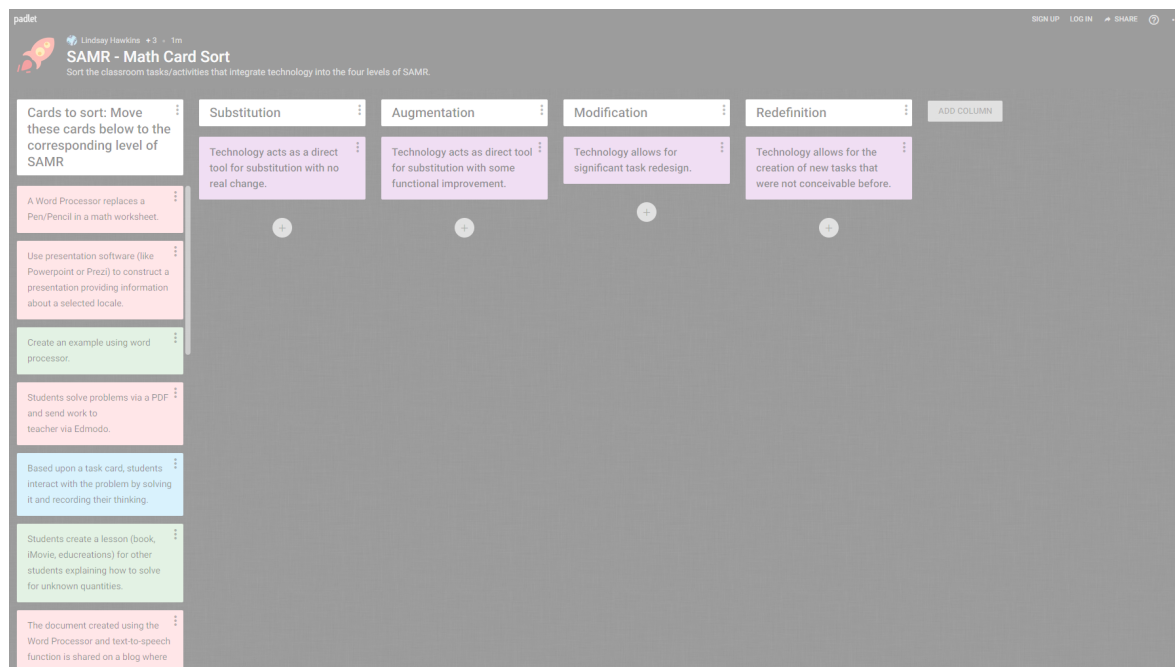 padlet
SIGN UP LOG IN SHARE
Lindsay Hawkins +3 · 1m
SAMR - Math Card Sort
Sort the classroom tasks/activities that integrate technology into the four levels of SAMR.
Cards to sort: Move
these cards below to the
corresponding level of
SAMR
A Word Processor replaces a
Pen/Pencil in a math worksheet.
Use presentation software (like
Powerpoint or Prezi) to construct a
presentation providing information
about a selected locale.
Create an example using word
processor.
Students solve problems via a PDF
and send work to
teacher via Edmodo.
Based upon a task card, students
interact with the problem by solving
it and recording their thinking.
Students create a lesson (book,
iMovie, educreations) for other
students explaining how to solve
for unknown quantities.
The document created using the
Word Processor and text-to-speech
function is shared on a blog where
Substitution
Technology acts as a direct
tool for substitution with no
real change.
Augmentation
Technology acts as direct tool
for substitution with some
functional improvement.
Modification
Technology allows for
significant task redesign.
Redefinition
Technology allows for the
creation of new tasks that
were not conceivable before.
ADD COLUMN